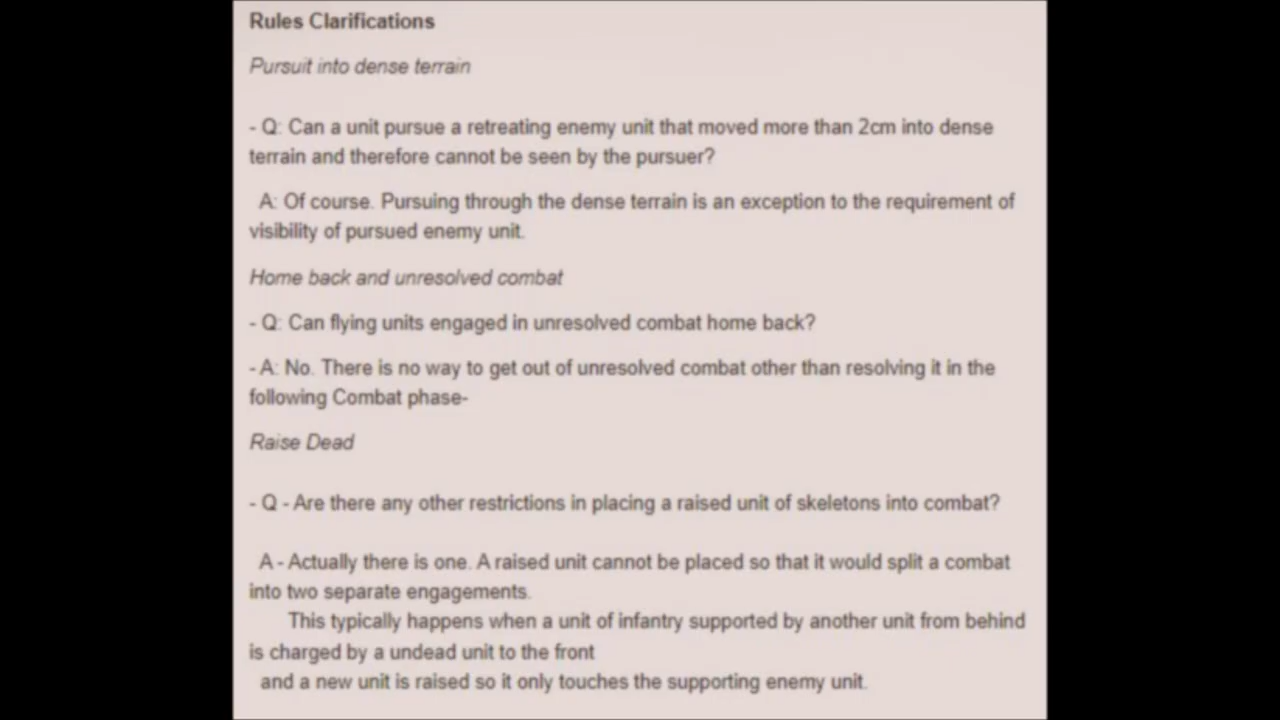 Rules Clarifications
Pursuit into dense terrain
- Q: Can a unit pursue a retreating enemy unit that moved more than 2cm into dense
terrain and therefore cannot be seen by the pursuer?
A: Of course. Pursuing through the dense terrain is an exception to the requirement of
visibility of pursued enemy unit.
Home back and unresolved combat
- Q: Can flying units engaged in unresolved combat home back?
- A: No. There is no way to get out of unresolved combat other than resolving it in the
following Combat phase-
Raise Dead
- Q - Are there any other restrictions in placing a raised unit of skeletons into combat?
A - Actually there is one. A raised unit cannot be placed so that it would split a combat
into two separate engagements.
This typically happens when a unit of infantry supported by another unit from behind
is charged by a undead unit to the front
and a new unit is raised so it only touches the supporting enemy unit.